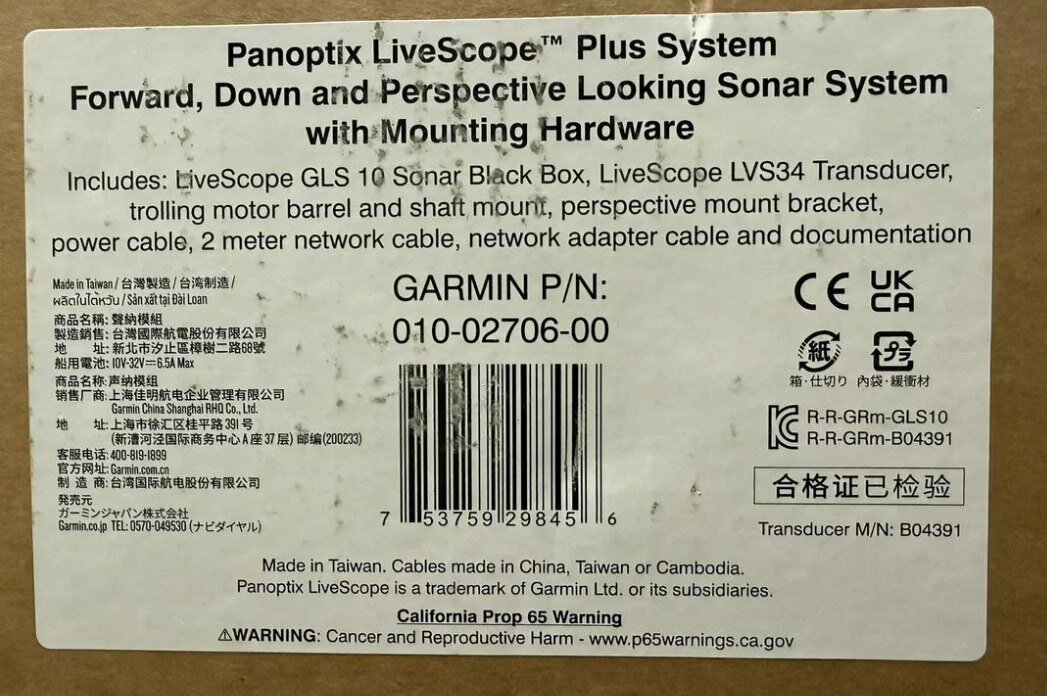 Panoptix LiveScope™ Plus System
Forward, Down and Perspective Looking Sonar System
with Mounting Hardware
Includes: LiveScope GLS 10 Sonar Black Box, LiveScope LVS34 Transducer,
trolling motor barrel and shaft mount, perspective mount bracket,
power cable, 2 meter network cable, network adapter cable and documentation
Made in Taiwan / 台灣製造 / 台湾制造 /
ผลิตในไต้หวัน / Sản xuất tại Đài Loan
商品名稱: 聲納模組
製造銷售: 台灣國際航電股份有限公司
地 址: 新北市汐止區樟樹二路68號
船用電池: 10V-32V⎓6.5A Max
商品名称: 声纳模组
销售厂商: 上海佳明航电企业管理有限公司
Garmin China Shanghai RHQ Co., Ltd.
地 址: 上海市徐汇区桂平路391号
(新漕河泾国际商务中心A座37层) 邮编(200233)
客服电话: 400-819-1899
官方网址: Garmin.com.cn
制 造 商: 台湾国际航电股份有限公司
発売元
ガーミンジャパン株式会社
Garmin.co.jp TEL: 0570-049530 (ナビダイヤル)
GARMIN P/N:
010-02706-00
7 53759 29845 6
CE UK
CA
紙 プラ
箱・仕切り 内袋・緩衝材
R-R-GRm-GLS10
R-R-GRm-B04391
合格证已检验
Transducer M/N: B04391
Made in Taiwan. Cables made in China, Taiwan or Cambodia.
Panoptix LiveScope is a trademark of Garmin Ltd. or its subsidiaries.
California Prop 65 Warning
⚠WARNING: Cancer and Reproductive Harm - www.p65warnings.ca.gov